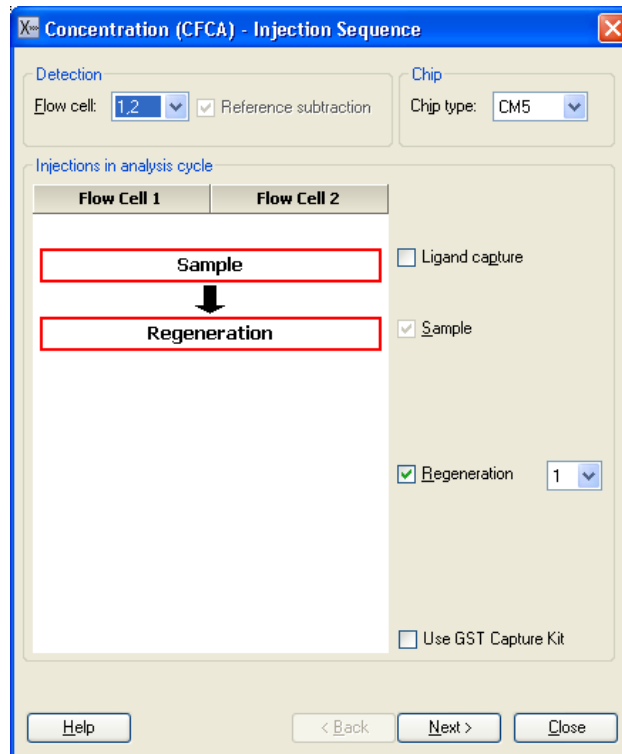 Concentration (CFCA) - Injection Sequence
Detection
Flow cell: 1,2 Reference subtraction
Chip
Chip type: CM5
Injections in analysis cycle
Flow Cell 1 Flow Cell 2
Sample
Regeneration
Ligand capture
Sample
Regeneration 1
Use GST Capture Kit
Help < Back Next > Close